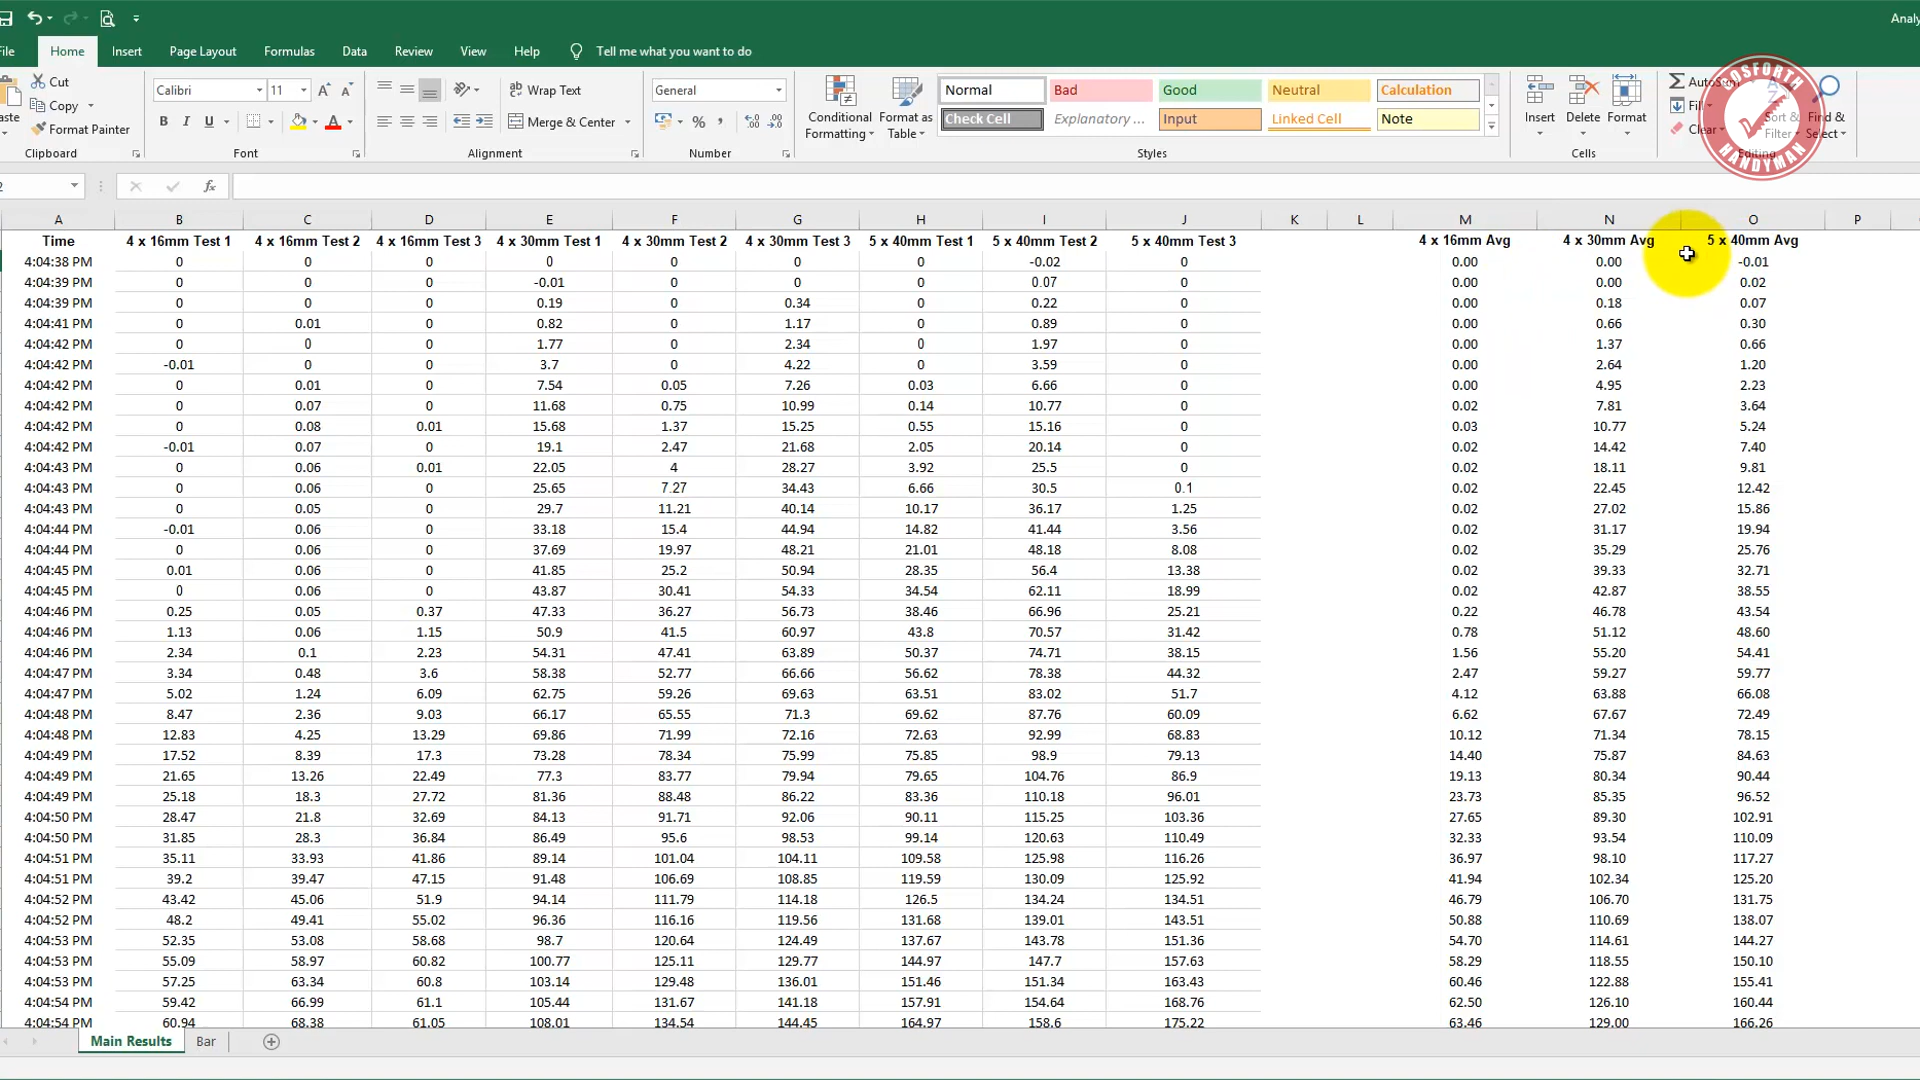 Analy
File Home Insert Page Layout Formulas Data Review View Help Tell me what you want to do
Cut
Copy
Format Painter
Clipboard
Calibri 11
B I U
Font
Wrap Text
Merge & Center
Alignment
General
Number
Conditional Formatting
Format as Table
Normal Bad Good Neutral Calculation
Check Cell Explanatory ... Input Linked Cell Note
Styles
Insert Delete Format
Cells
AutoSum
Fill
Clear
Sort & Filter
Find & Select
Editing
GOSFORTH HANDYMAN
fx
A B C D E F G H I J K L M N O P
Time 4 x 16mm Test 1 4 x 16mm Test 2 4 x 16mm Test 3 4 x 30mm Test 1 4 x 30mm Test 2 4 x 30mm Test 3 5 x 40mm Test 1 5 x 40mm Test 2 5 x 40mm Test 3 4 x 16mm Avg 4 x 30mm Avg 5 x 40mm Avg
4:04:38 PM 0 0 0 0 0 0 0 -0.02 0 0.00 0.00 -0.01
4:04:39 PM 0 0 0 -0.01 0 0 0 0.07 0 0.00 0.00 0.02
4:04:39 PM 0 0 0 0.19 0 0.34 0 0.22 0 0.00 0.18 0.07
4:04:41 PM 0 0.01 0 0.82 0 1.17 0 0.89 0 0.00 0.66 0.30
4:04:42 PM 0 0 0 1.77 0 2.34 0 1.97 0 0.00 1.37 0.66
4:04:42 PM -0.01 0 0 3.7 0 4.22 0 3.59 0 0.00 2.64 1.20
4:04:42 PM 0 0.01 0 7.54 0.05 7.26 0.03 6.66 0 0.00 4.95 2.23
4:04:42 PM 0 0.07 0 11.68 0.75 10.99 0.14 10.77 0 0.02 7.81 3.64
4:04:42 PM 0 0.08 0.01 15.68 1.37 15.25 0.55 15.16 0 0.03 10.77 5.24
4:04:42 PM -0.01 0.07 0 19.1 2.47 21.68 2.05 20.14 0 0.02 14.42 7.40
4:04:43 PM 0 0.06 0.01 22.05 4 28.27 3.92 25.5 0 0.02 18.11 9.81
4:04:43 PM 0 0.06 0 25.65 7.27 34.43 6.66 30.5 0.1 0.02 22.45 12.42
4:04:43 PM 0 0.05 0 29.7 11.21 40.14 10.17 36.17 1.25 0.02 27.02 15.86
4:04:44 PM -0.01 0.06 0 33.18 15.4 44.94 14.82 41.44 3.56 0.02 31.17 19.94
4:04:44 PM 0 0.06 0 37.69 19.97 48.21 21.01 48.18 8.08 0.02 35.29 25.76
4:04:45 PM 0.01 0.06 0 41.85 25.2 50.94 28.35 56.4 13.38 0.02 39.33 32.71
4:04:45 PM 0 0.06 0 43.87 30.41 54.33 34.54 62.11 18.99 0.02 42.87 38.55
4:04:46 PM 0.25 0.05 0.37 47.33 36.27 56.73 38.46 66.96 25.21 0.22 46.78 43.54
4:04:46 PM 1.13 0.06 1.15 50.9 41.5 60.97 43.8 70.57 31.42 0.78 51.12 48.60
4:04:46 PM 2.34 0.1 2.23 54.31 47.41 63.89 50.37 74.71 38.15 1.56 55.20 54.41
4:04:47 PM 3.34 0.48 3.6 58.38 52.77 66.66 56.62 78.38 44.32 2.47 59.27 59.77
4:04:47 PM 5.02 1.24 6.09 62.75 59.26 69.63 63.51 83.02 51.7 4.12 63.88 66.08
4:04:48 PM 8.47 2.36 9.03 66.17 65.55 71.3 69.62 87.76 60.09 6.62 67.67 72.49
4:04:48 PM 12.83 4.25 13.29 69.86 71.99 72.16 72.63 92.99 68.83 10.12 71.34 78.15
4:04:49 PM 17.52 8.39 17.3 73.28 78.34 75.99 75.85 98.9 79.13 14.40 75.87 84.63
4:04:49 PM 21.65 13.26 22.49 77.3 83.77 79.94 79.65 104.76 86.9 19.13 80.34 90.44
4:04:49 PM 25.18 18.3 27.72 81.36 88.48 86.22 83.36 110.18 96.01 23.73 85.35 96.52
4:04:50 PM 28.47 21.8 32.69 84.13 91.71 92.06 90.11 115.25 103.36 27.65 89.30 102.91
4:04:50 PM 31.85 28.3 36.84 86.49 95.6 98.53 99.14 120.63 110.49 32.33 93.54 110.09
4:04:51 PM 35.11 33.93 41.86 89.14 101.04 104.11 109.58 125.98 116.26 36.97 98.10 117.27
4:04:51 PM 39.2 39.47 47.15 91.48 106.69 108.85 119.59 130.09 125.92 41.94 102.34 125.20
4:04:52 PM 43.42 45.06 51.9 94.14 111.79 114.18 126.5 134.24 134.51 46.79 106.70 131.75
4:04:52 PM 48.2 49.41 55.02 96.36 116.16 119.56 131.68 139.01 143.51 50.88 110.69 138.07
4:04:53 PM 52.35 53.08 58.68 98.7 120.64 124.49 137.67 143.78 151.36 54.70 114.61 144.27
4:04:53 PM 55.09 58.97 60.82 100.77 125.11 129.77 144.97 147.7 157.63 58.29 118.55 150.10
4:04:53 PM 57.25 63.34 60.8 103.14 129.48 136.01 151.46 151.34 163.43 60.46 122.88 155.41
4:04:54 PM 59.42 66.99 61.1 105.44 131.67 141.18 157.91 154.64 168.76 62.50 126.10 160.44
4:04:54 PM 60.94 68.38 61.05 108.01 134.54 144.45 164.97 158.6 175.22 63.46 129.00 166.26
Main Results Bar